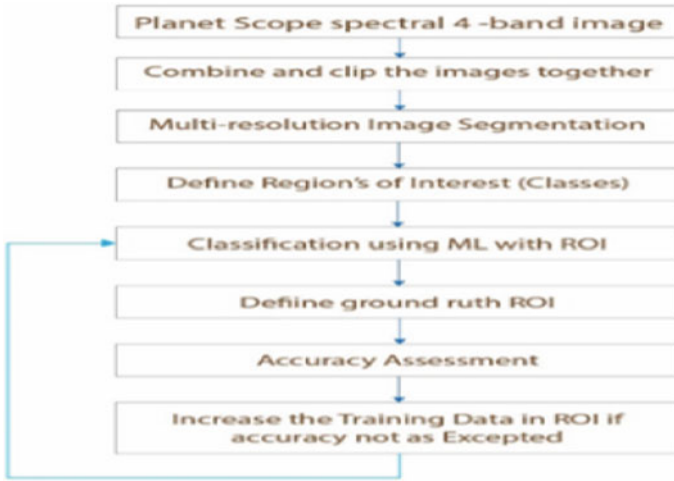 Planet Scope spectral 4 -band image
Combine and clip the images together
Multi-resolution Image Segmentation
Define Region's of Interest (Classes)
Classification using ML with ROI
Defiine ground ruth ROI
Accuracy Assessment
Increase the Training Data in ROI if
accuracy not as Excepted